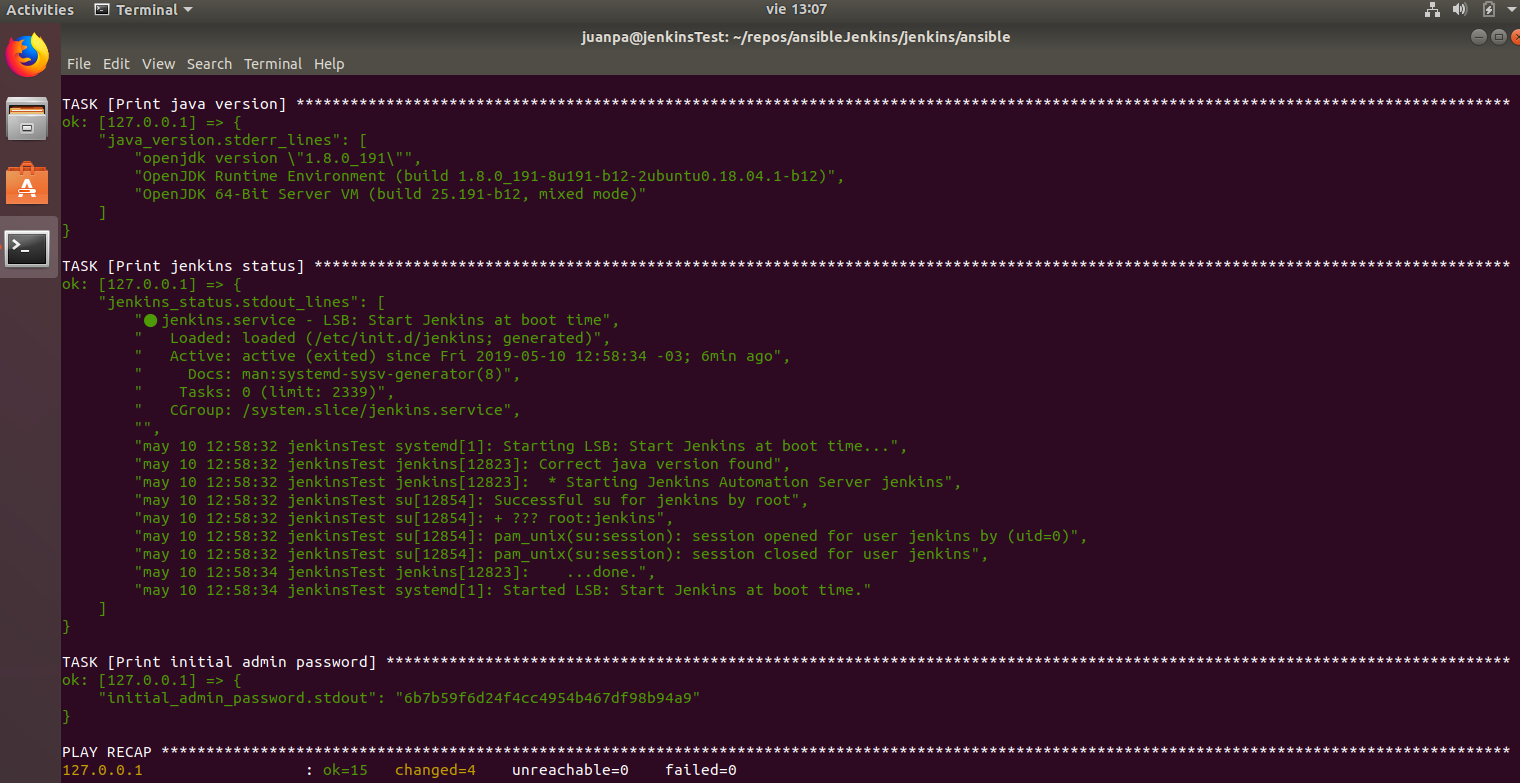 Activities Terminal vie 13:07
juanpa@jenkinsTest: ~/repos/ansibleJenkins/jenkins/ansible
File Edit View Search Terminal Help
TASK [Print java version] ***************************************************************************************************************************************
ok: [127.0.0.1] => {
    "java_version.stderr_lines": [
        "openjdk version \"1.8.0_191\"",
        "OpenJDK Runtime Environment (build 1.8.0_191-8u191-b12-2ubuntu0.18.04.1-b12)",
        "OpenJDK 64-Bit Server VM (build 25.191-b12, mixed mode)"
    ]
}
TASK [Print jenkins status] *************************************************************************************************************************************
ok: [127.0.0.1] => {
    "jenkins_status.stdout_lines": [
        "● jenkins.service - LSB: Start Jenkins at boot time",
        "   Loaded: loaded (/etc/init.d/jenkins; generated)",
        "   Active: active (exited) since Fri 2019-05-10 12:58:34 -03; 6min ago",
        "     Docs: man:systemd-sysv-generator(8)",
        "    Tasks: 0 (limit: 2339)",
        "   CGroup: /system.slice/jenkins.service",
        "",
        "may 10 12:58:32 jenkinsTest systemd[1]: Starting LSB: Start Jenkins at boot time...",
        "may 10 12:58:32 jenkinsTest jenkins[12823]: Correct java version found",
        "may 10 12:58:32 jenkinsTest jenkins[12823]:  * Starting Jenkins Automation Server jenkins",
        "may 10 12:58:32 jenkinsTest su[12854]: Successful su for jenkins by root",
        "may 10 12:58:32 jenkinsTest su[12854]: + ??? root:jenkins",
        "may 10 12:58:32 jenkinsTest su[12854]: pam_unix(su:session): session opened for user jenkins by (uid=0)",
        "may 10 12:58:32 jenkinsTest su[12854]: pam_unix(su:session): session closed for user jenkins",
        "may 10 12:58:34 jenkinsTest jenkins[12823]:    ...done.",
        "may 10 12:58:34 jenkinsTest systemd[1]: Started LSB: Start Jenkins at boot time."
    ]
}
TASK [Print initial admin password] *****************************************************************************************************************************
ok: [127.0.0.1] => {
    "initial_admin_password.stdout": "6b7b59f6d24f4cc4954b467df98b94a9"
}
PLAY RECAP ******************************************************************************************************************************************************
127.0.0.1                  : ok=15   changed=4    unreachable=0    failed=0